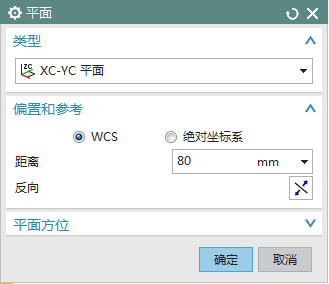 平面
类型
XC-YC 平面
偏置和参考
WCS 绝对坐标系
距离 80 mm
反向
平面方位
确定 取消